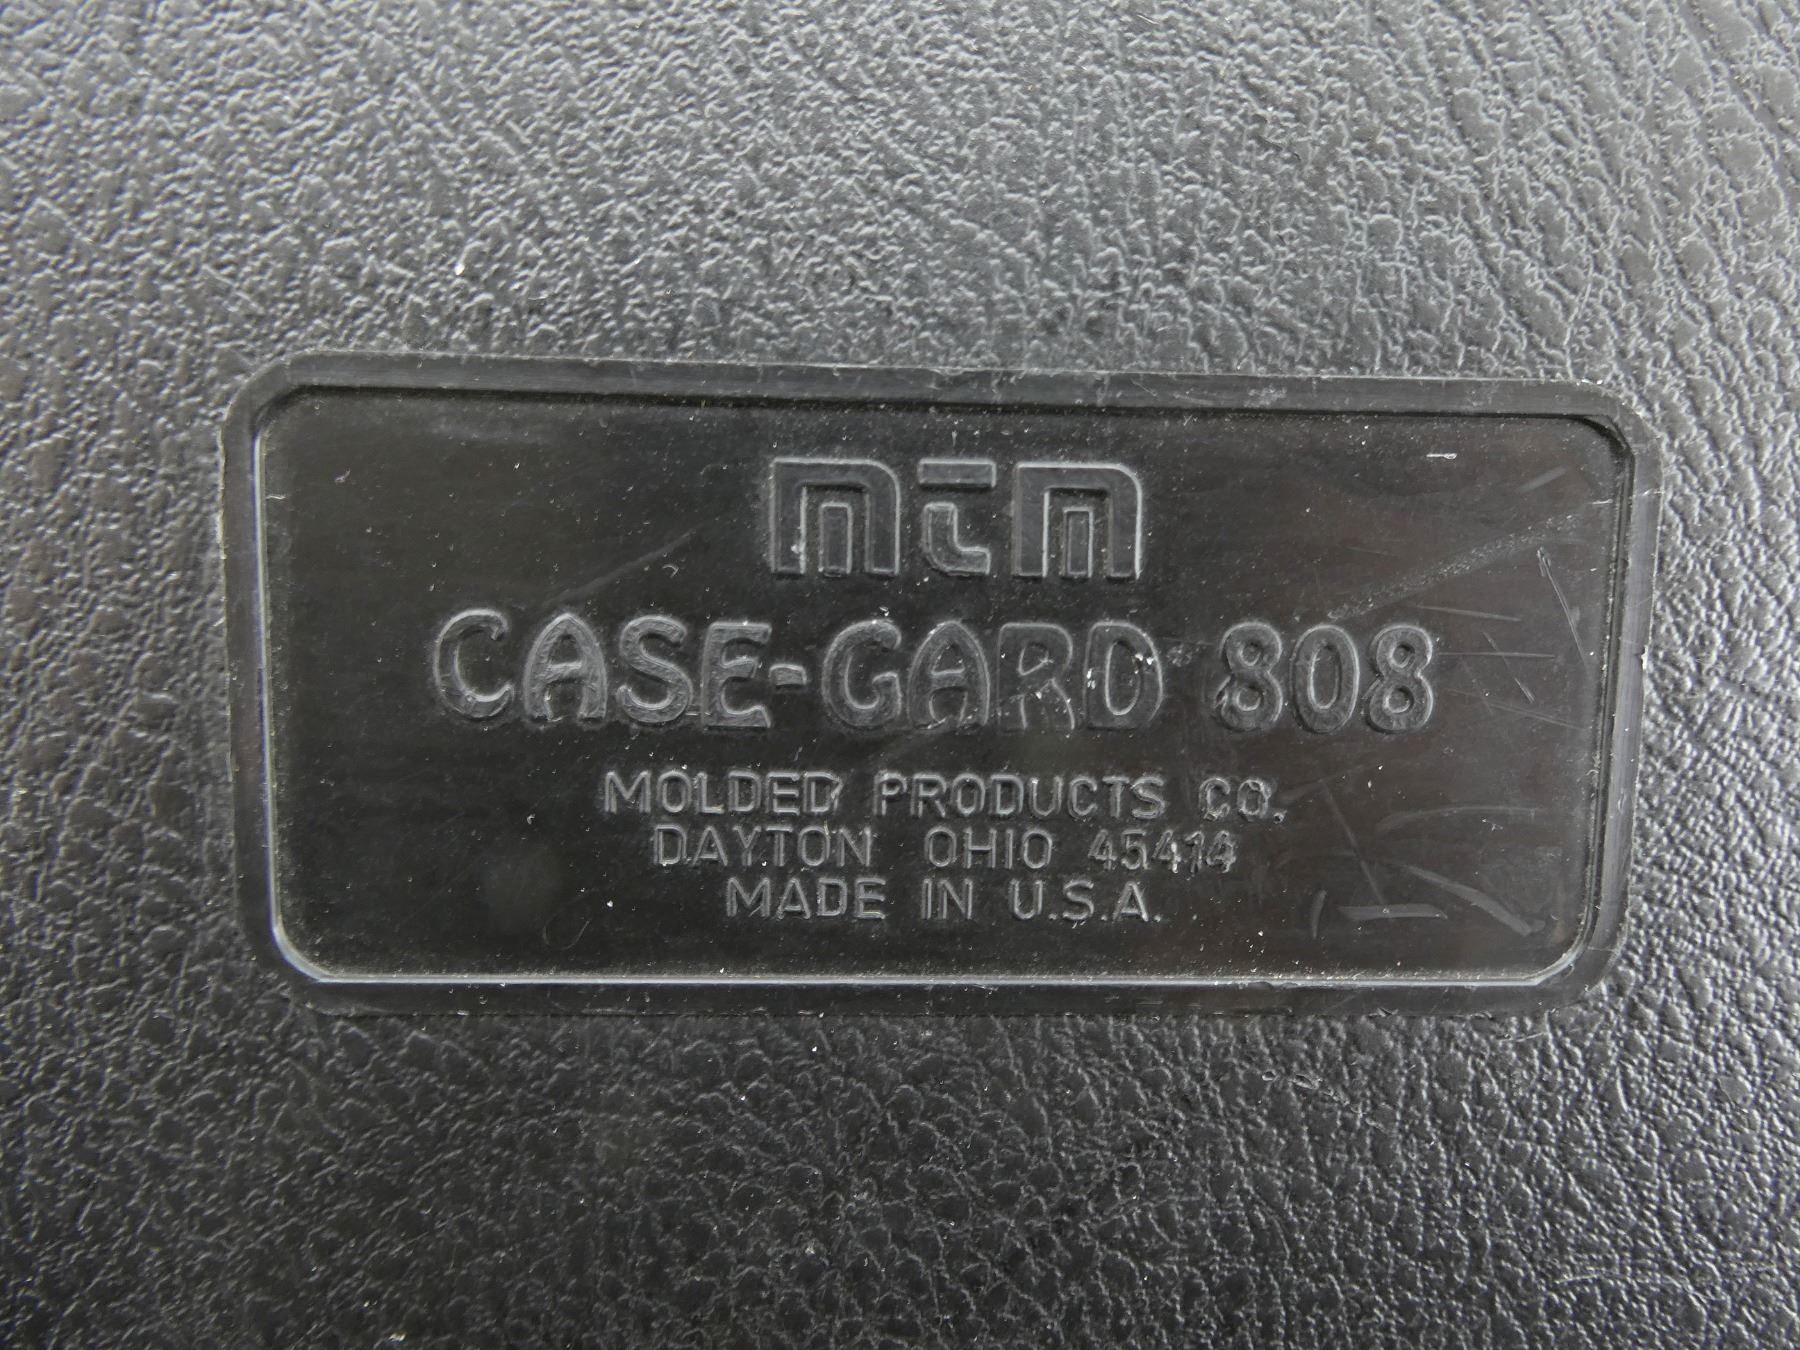 mtm
CASE-GARD 808
MOLDED PRODUCTS CO.
DAYTON OHIO 45414
MADE IN U.S.A.